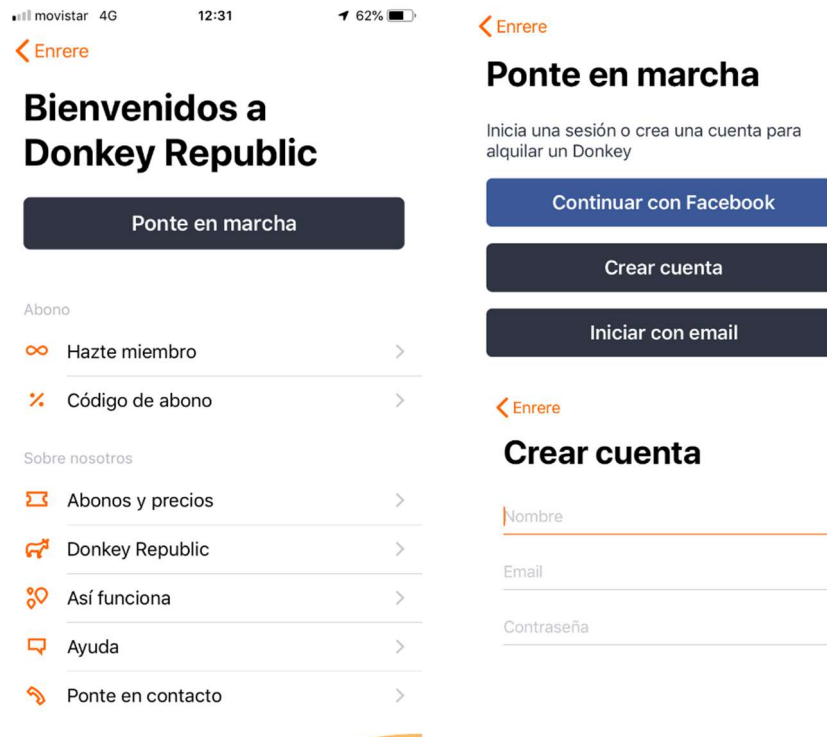 movistar 4G 12:31 62%
Enrere
Bienvenidos a
Donkey Republic
Ponte en marcha
Abono
Hazte miembro
Código de abono
Sobre nosotros
Abonos y precios
Donkey Republic
Así funciona
Ayuda
Ponte en contacto
Enrere
Ponte en marcha
Inicia una sesión o crea una cuenta para
alquilar un Donkey
Continuar con Facebook
Crear cuenta
Iniciar con email
Enrere
Crear cuenta
Nombre
Email
Contraseña